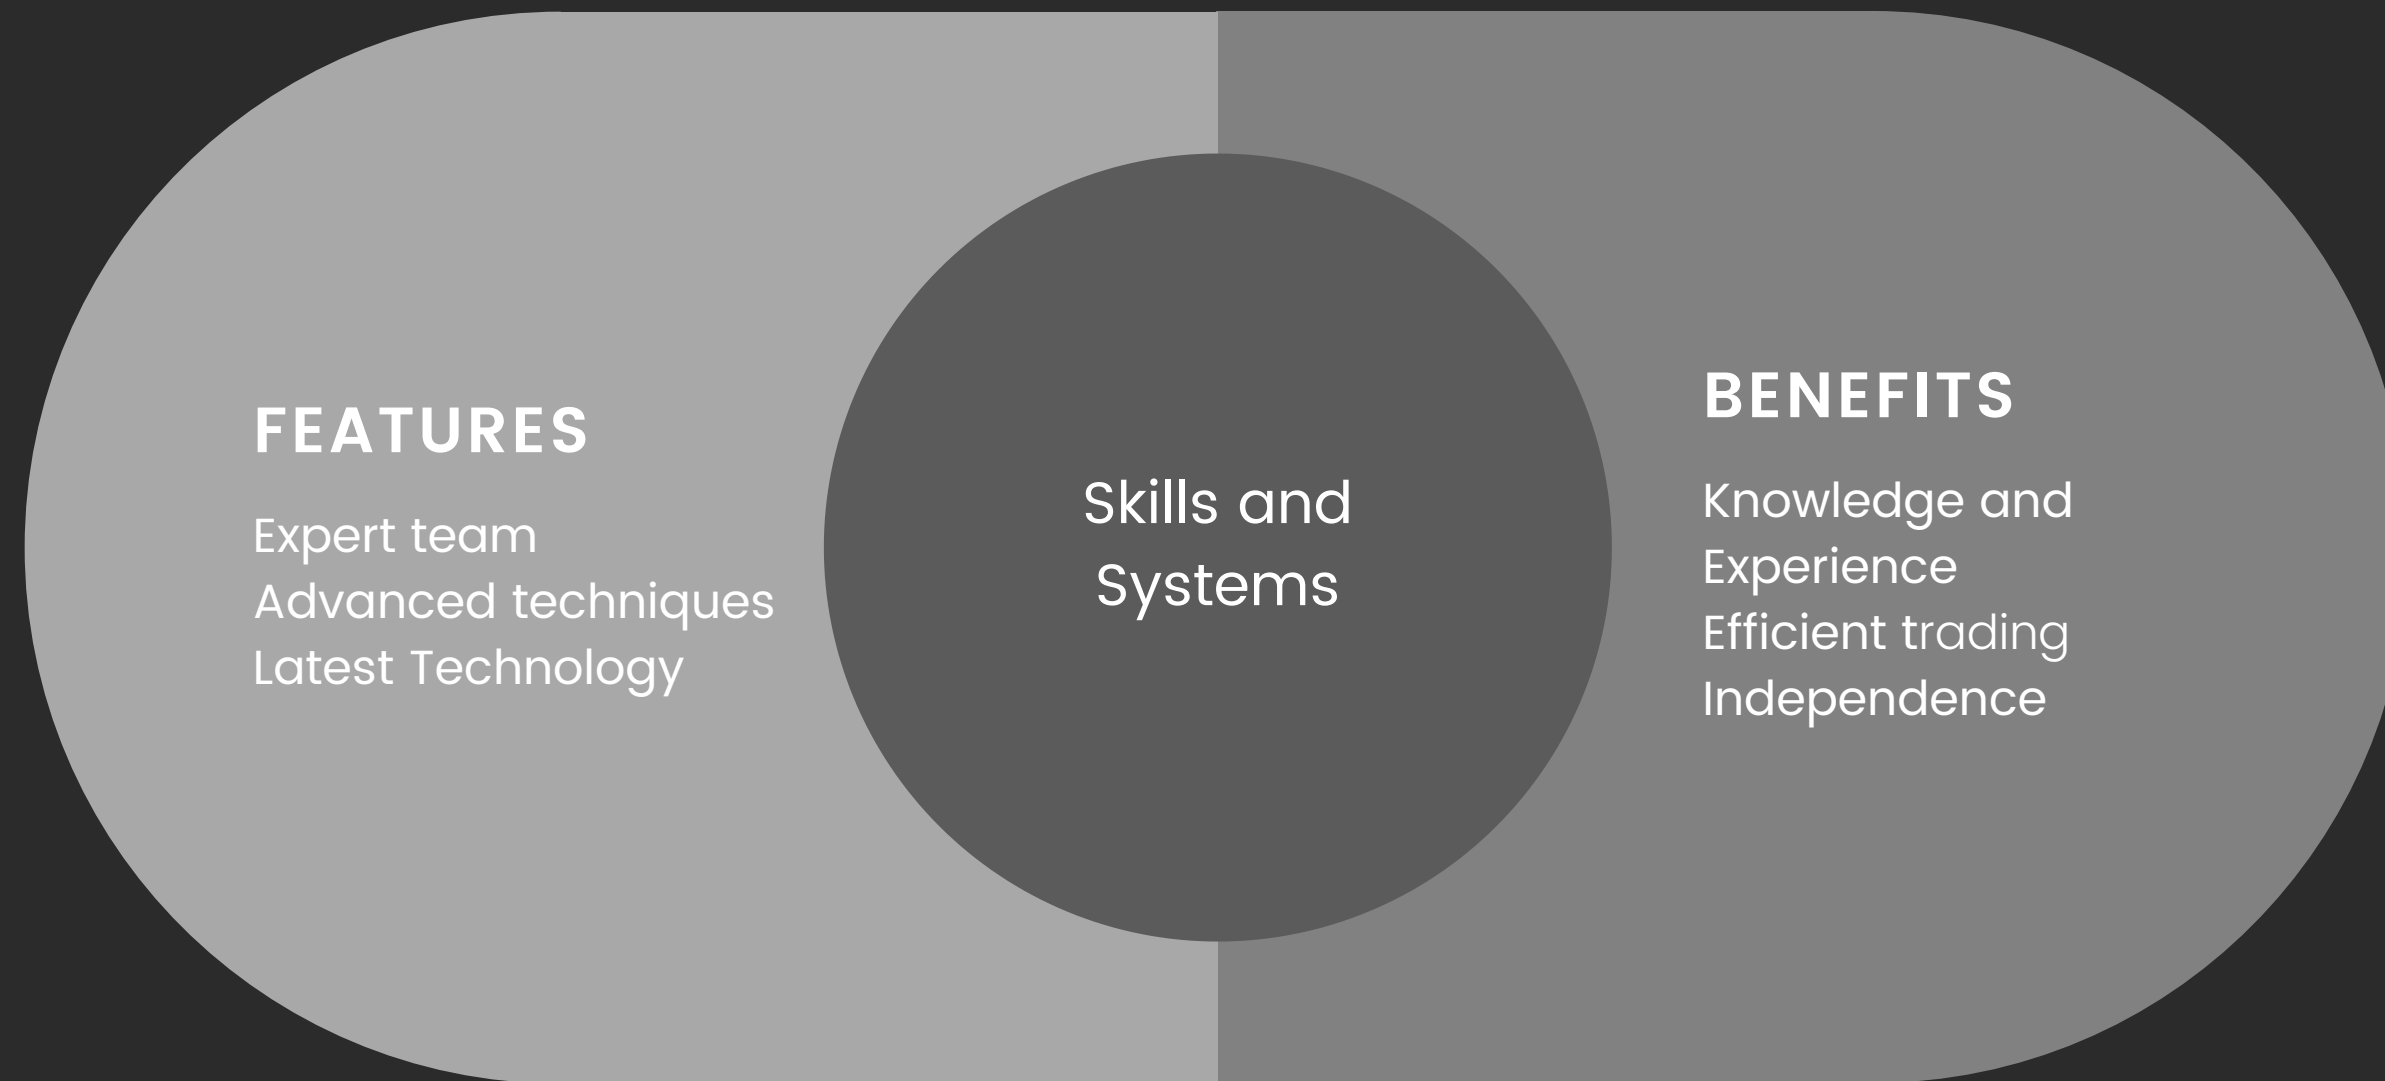 FEATURES
Expert team
Advanced techniques
Latest Technology
Skills and
Systems
BENEFITS
Knowledge and
Experience
Efficient trading
Independence